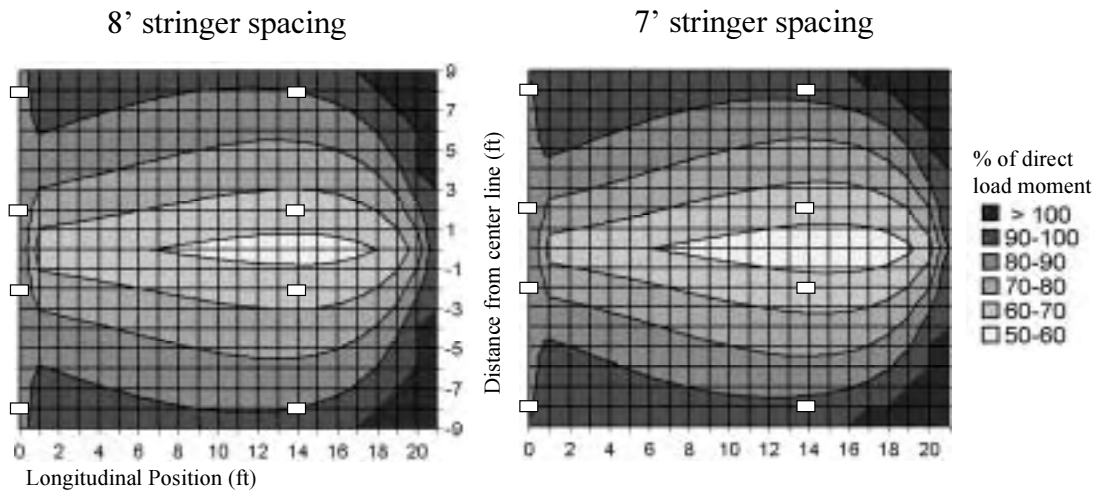 8’ stringer spacing
7’ stringer spacing
9
7
5
3
1
-1
-3
-5
-7
-9
0 2 4 6 8 10 12 14 16 18 20
Longitudinal Position (ft)
Distance from center line (ft)
0 2 4 6 8 10 12 14 16 18 20
% of direct
load moment
> 100
90-100
80-90
70-80
60-70
50-60